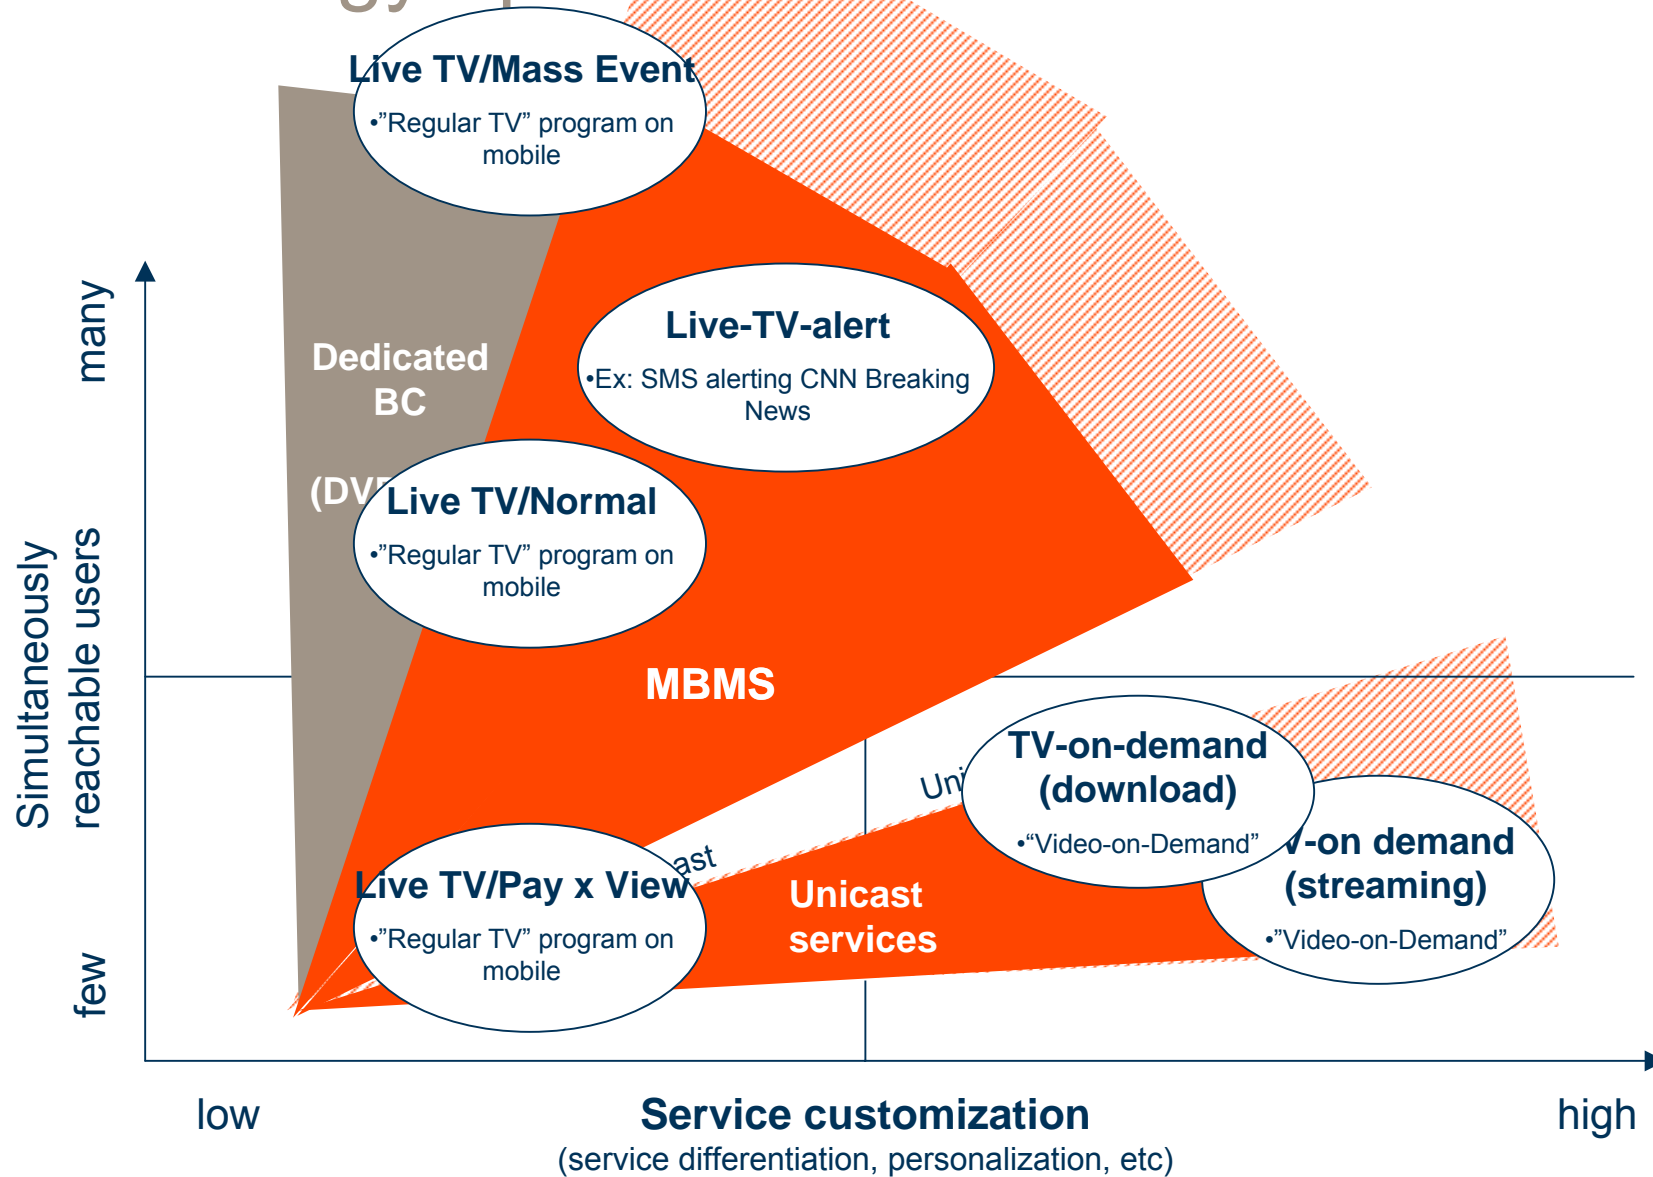 Live TV/Mass Event
•”Regular TV” program on
mobile
many
Live-TV-alert
•Ex: SMS alerting CNN Breaking
News
Dedicated
BC
Live TV/Normal
•”Regular TV” program on
mobile
Simultaneously
reachable users
MBMS
TV-on-demand
(download)
•“Video-on-Demand”
demand
(streaming)
•”Video-on-Demand”
Live TV/Pay x View
•”Regular TV” program on
mobile
Unicast
services
few
low
Service customization
high
(service differentiation, personalization, etc)